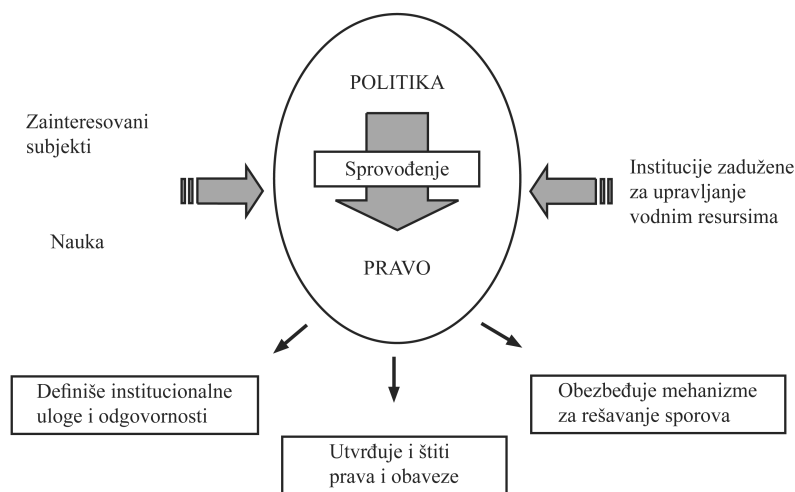 POLITIKA
Zainteresovani
subjekti
Sprovođenje
Institucije zadužene
za upravljanje
vodnim resursima
Nauka
PRAVO
Definiše institucionalne
uloge i odgovornosti
Obezbeđuje mehanizme
za rešavanje sporova
Utvrđuje i štiti
prava i obaveze